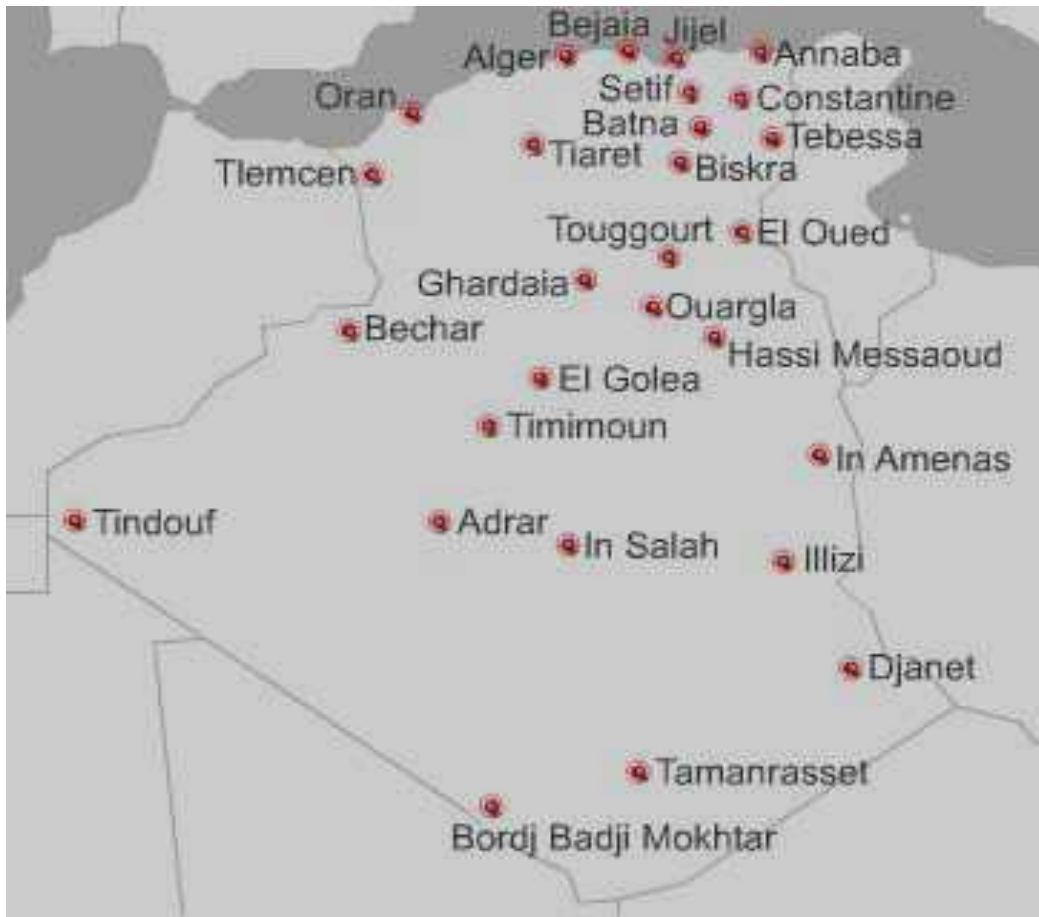 Bejaia
Jijel
Alger
Annaba
Setif
Oran
Constantine
Batna
Tebessa
Tiaret
Biskra
Tlemcen
Touggourt
El Oued
Ghardaia
Ouargla
Bechar
Hassi Messaoud
El Golea
Timimoun
In Amenas
Tindouf
Adrar
In Salah
Illizi
Djanet
Tamanrasset
Bordj Badji Mokhtar